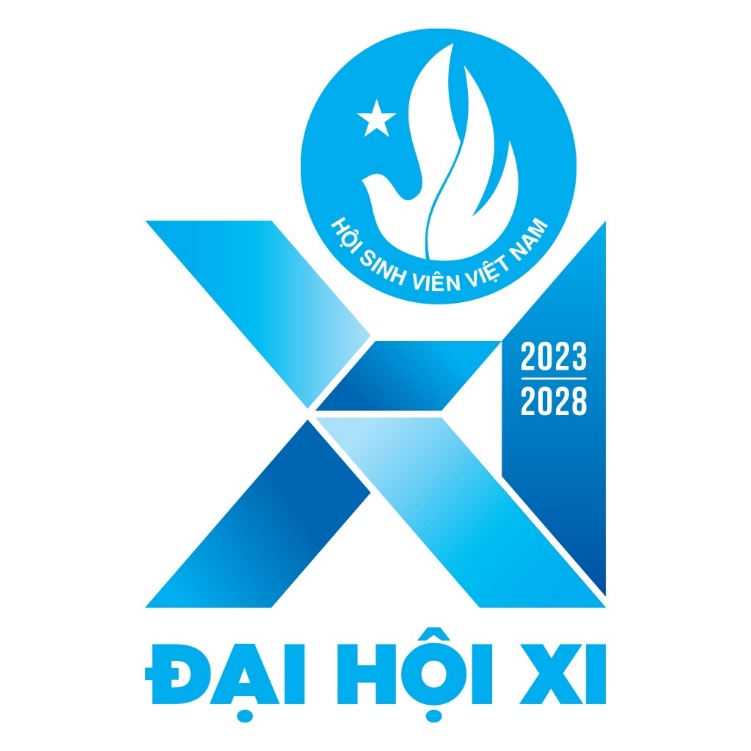 HỘI SINH VIÊN VIỆT NAM
2023
2028
ĐẠI HỘI XI